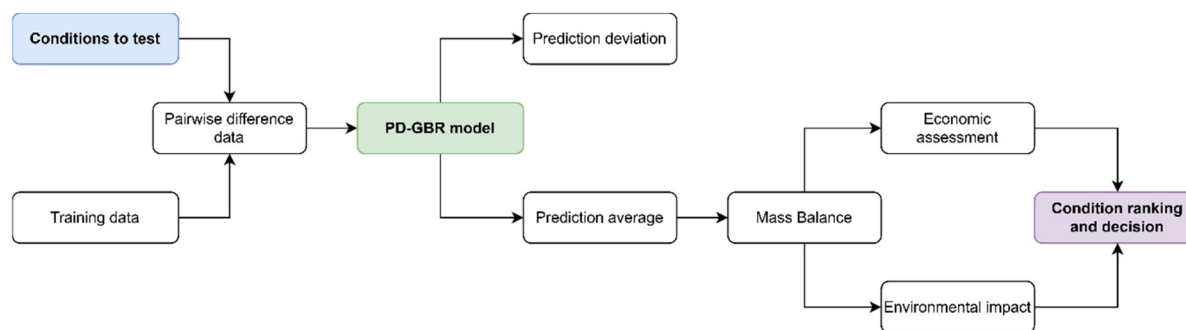 Conditions to test
Prediction deviation
Pairwise difference
data
PD-GBR model
Economic
assessment
Training data
Prediction average
Mass Balance
Condition ranking
and decision
Environmental impact